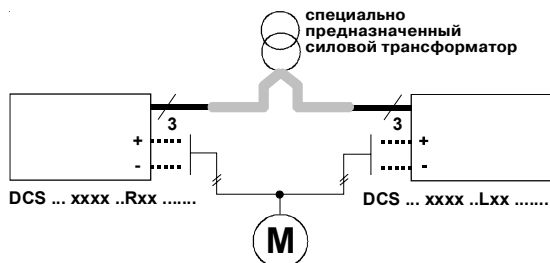 специально
предназначенный
силовой трансформатор
3
3
+
+
-
-
DCS ... xxxx ..Rxx .......
DCS ... xxxx ..Lxx .......
M